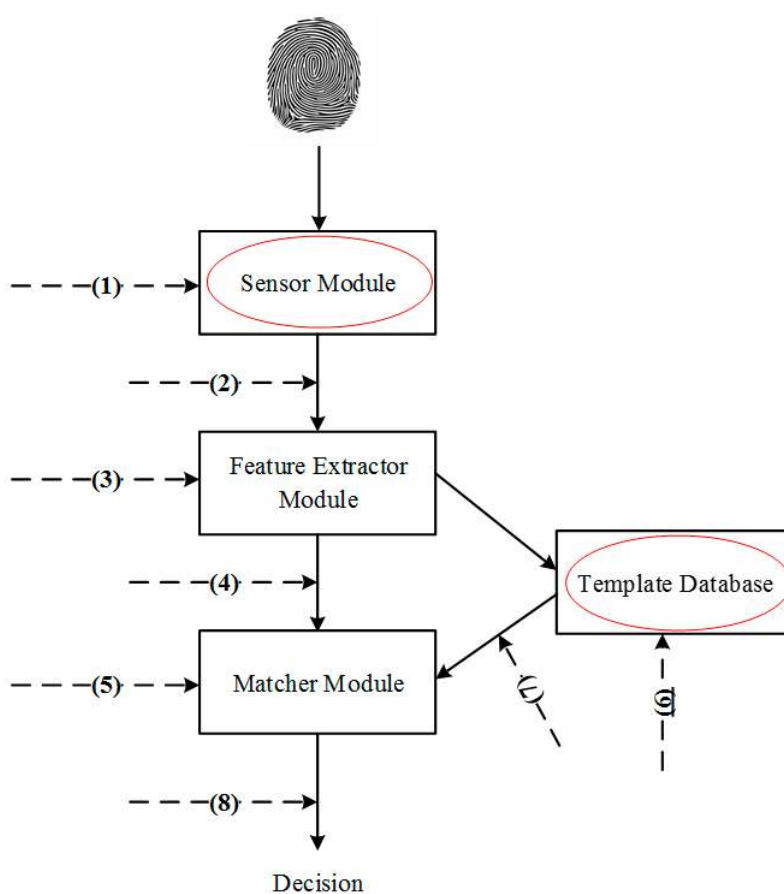 (1)
Sensor Module
(2)
(3)
Feature Extractor
Module
(4)
Template Database
(5)
Matcher Module
(7)
(6)
(8)
Decision